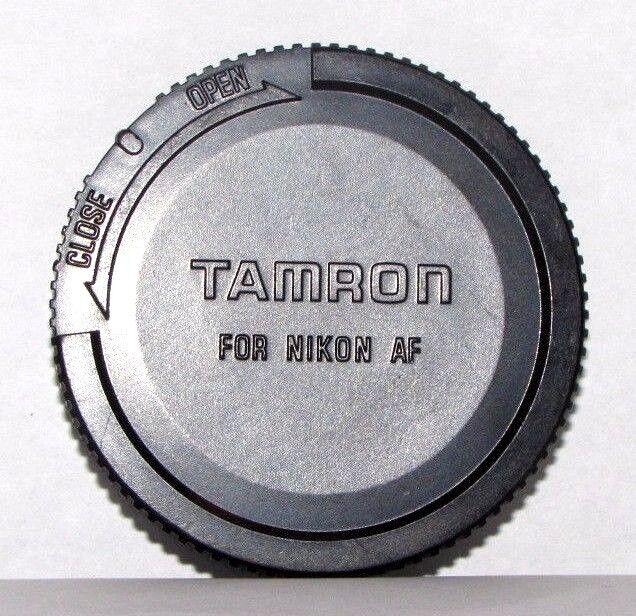 OPEN
CLOSE
TAMRON
FOR NIKON AF